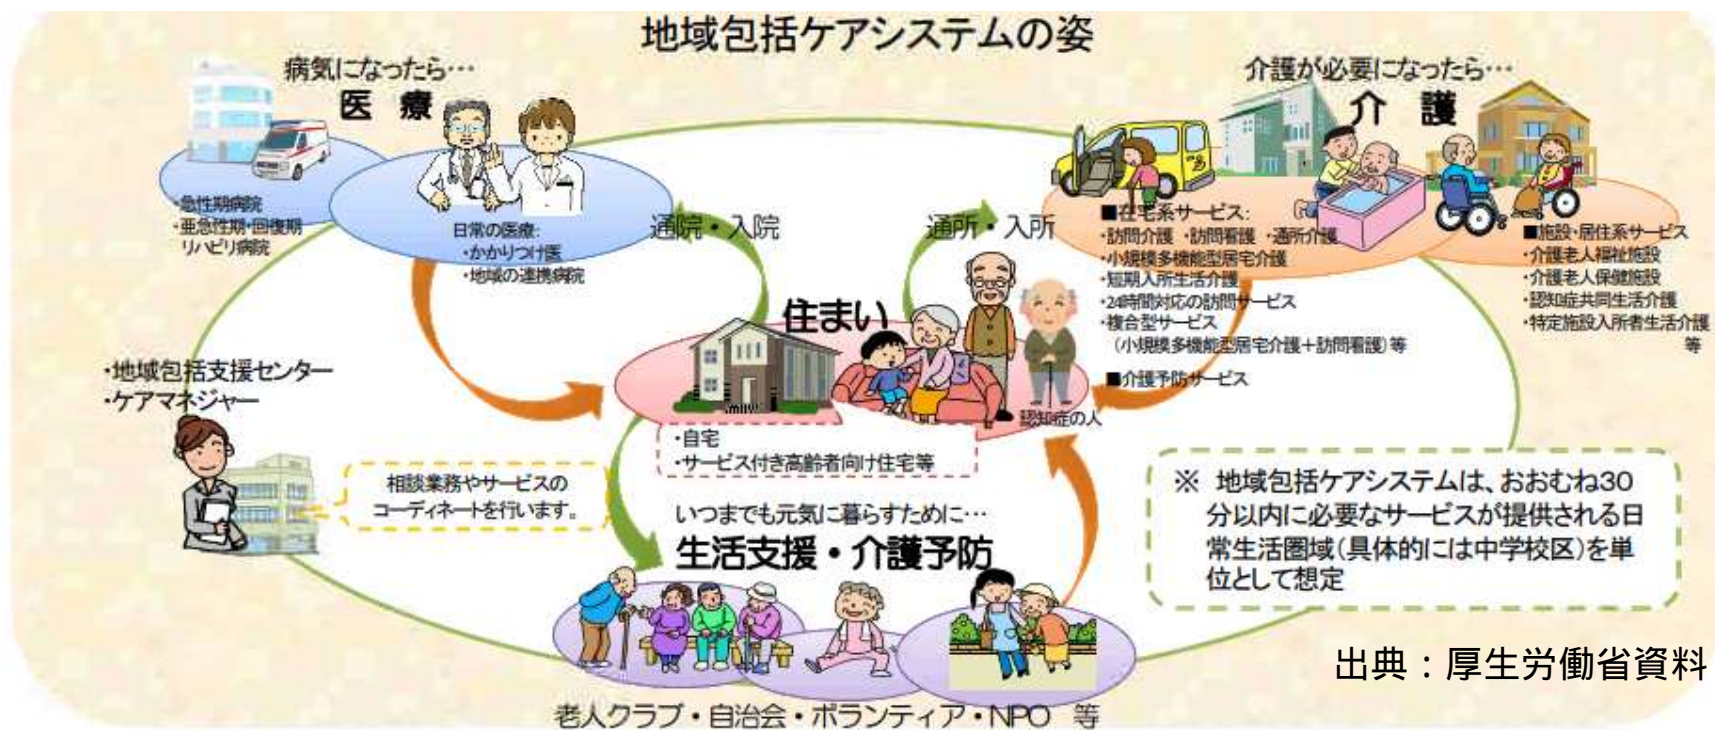 地域包括ケアシステムの姿
病気になったら…
医 療
・急性期病院
・亜急性期・回復期
リハビリ病院
日常の医療:
・かかりつけ医
・地域の連携病院
通院・入院
通所・入所
介護が必要になったら…
介 護
■在宅系サービス:
・訪問介護 ・訪問看護 ・通所介護
・小規模多機能型居宅介護
・短期入所生活介護
・24時間対応の訪問サービス
・複合型サービス
(小規模多機能型居宅介護+訪問看護)等
■介護予防サービス
■施設・居住系サービス
・介護老人福祉施設
・介護老人保健施設
・認知症共同生活介護
・特定施設入所者生活介護
等
住まい
認知症の人
・自宅
・サービス付き高齢者向け住宅等
・地域包括支援センター
・ケアマネジャー
相談業務やサービスの
コーディネートを行います。
いつまでも元気に暮らすために…
生活支援・介護予防
老人クラブ・自治会・ボランティア・NPO 等
※ 地域包括ケアシステムは、おおむね30
分以内に必要なサービスが提供される日
常生活圏域(具体的には中学校区)を単
位として想定
出典：厚生労働省資料